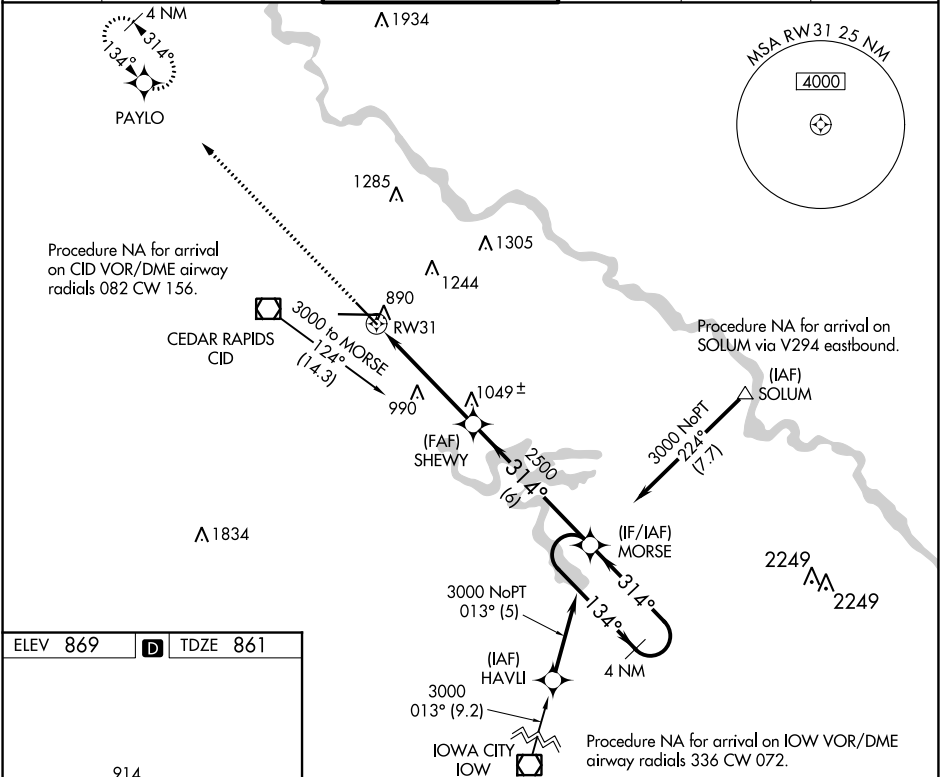 4 NM
314°
134°
PAYLO
1934
MSA RW31 25 NM
4000
1285
1305
1244
Procedure NA for arrival
on CID VOR/DME airway
radials 082 CW 156.
890
RW31
CEDAR RAPIDS
CID
3000 to MORSE
124°
(14.3)
990
1049±
Procedure NA for arrival on
SOLUM via V294 eastbound.
(IAF)
SOLUM
3000 NoPT
224°
(7.7)
(FAF)
SHEWY
2500
314°
(6)
1834
(IF/IAF)
MORSE
2249
2249
314°
134°
4 NM
3000 NoPT
013° (5)
(IAF)
HAVLI
3000
013° (9.2)
IOWA CITY
IOW
Procedure NA for arrival on IOW VOR/DME
airway radials 336 CW 072.
ELEV 869 D TDZE 861